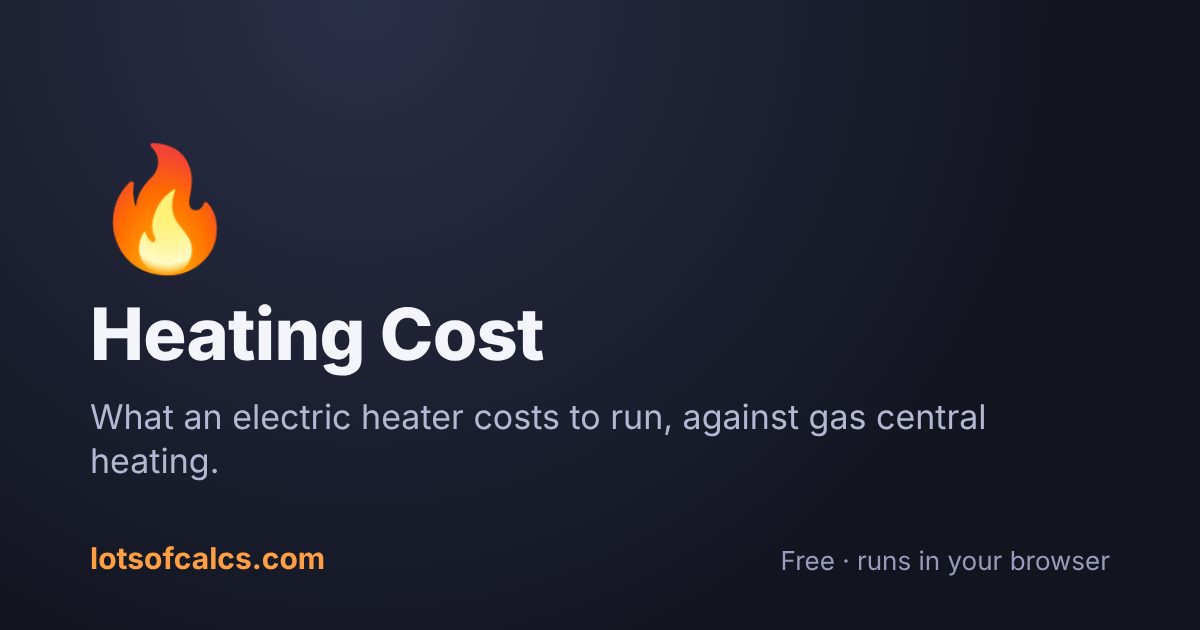 Heating Cost
What an electric heater costs to run, against gas central
heating.
lotsofcalcs.com
Free · runs in your browser